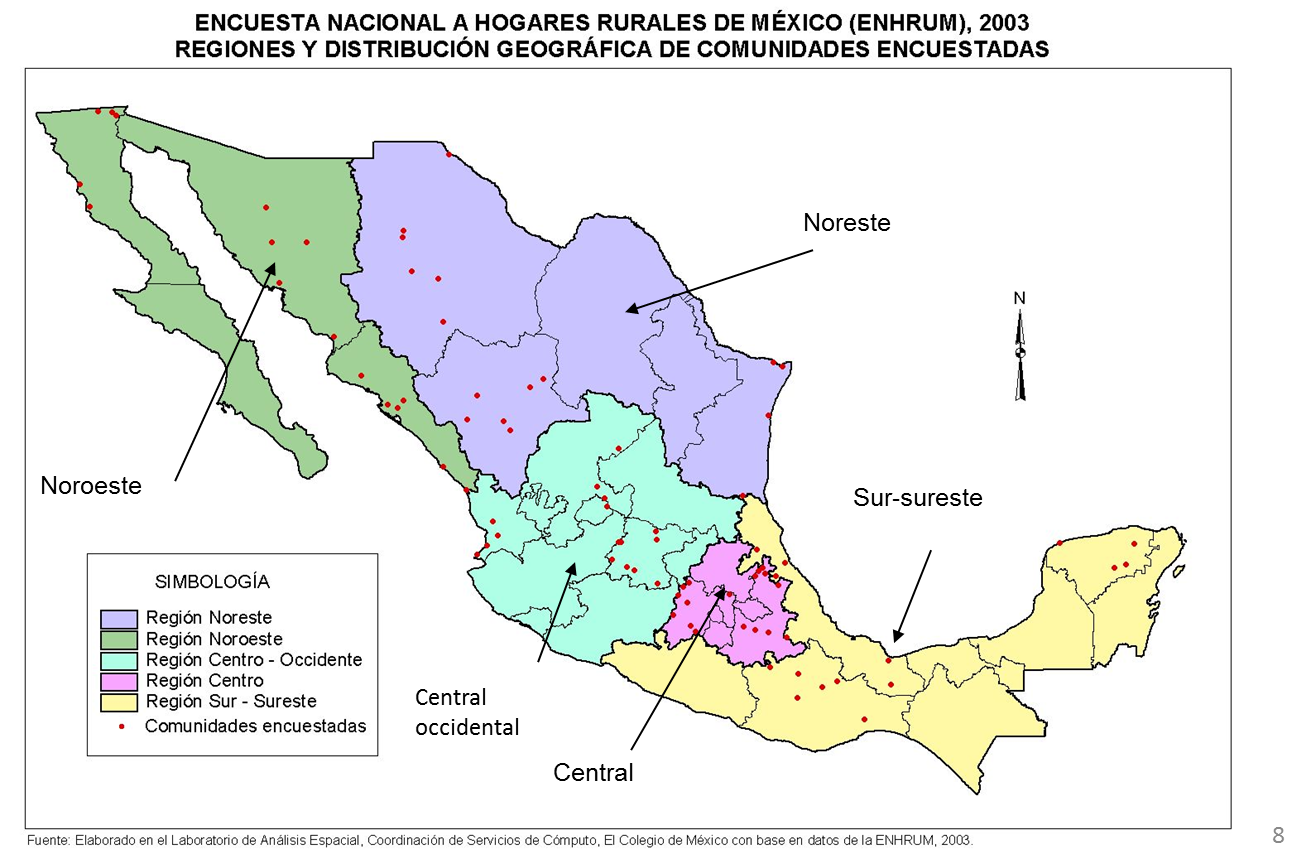 ENCUESTA NACIONAL A HOGARES RURALES DE MÉXICO (ENHRUM), 2003
REGIONES Y DISTRIBUCIÓN GEOGRÁFICA DE COMUNIDADES ENCUESTADAS
Noreste
N
Noroeste
Sur-sureste
SIMBOLOGÍA
Región Noreste
Región Noroeste
Región Centro - Occidente
Región Centro
Región Sur - Sureste
Comunidades encuestadas
Central
occidental
Central
Fuente: Elaborado en el Laboratorio de Análisis Espacial, Coordinación de Servicios de Cómputo, El Colegio de México con base en datos de la ENHRUM, 2003.
8